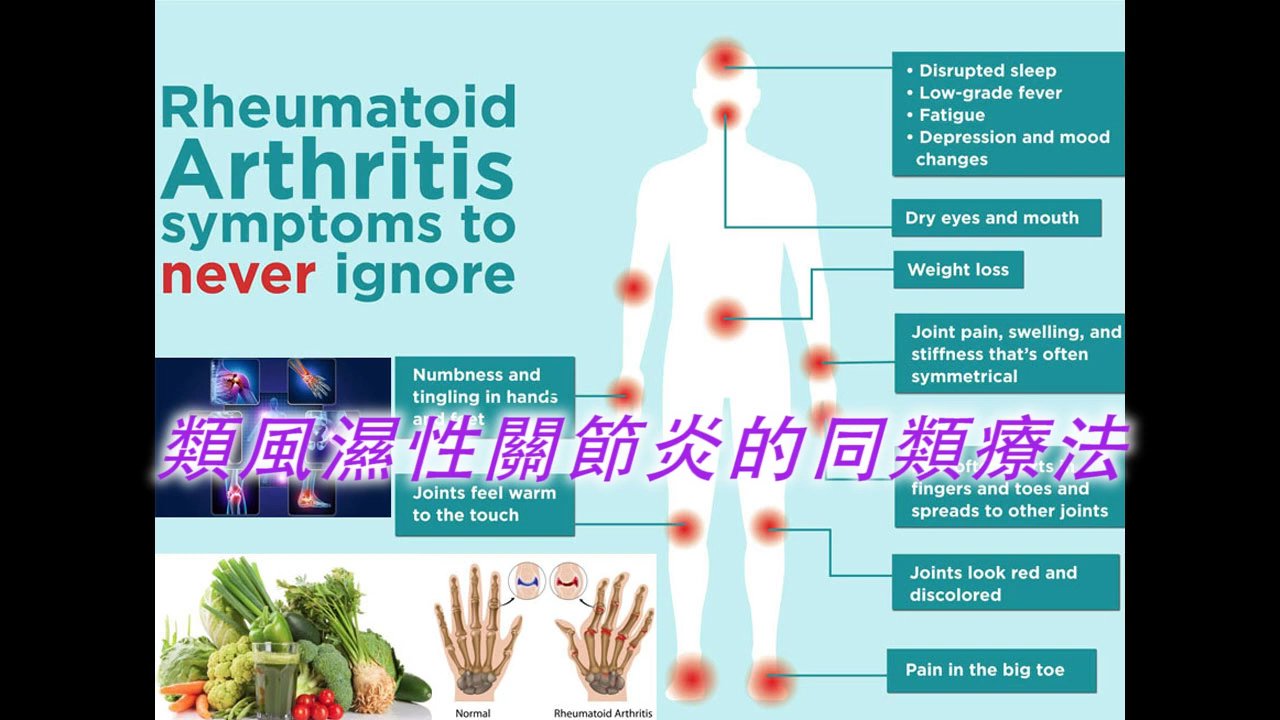 Rheumatoid
Arthritis
symptoms to
never ignore
• Disrupted sleep
• Low-grade fever
• Fatigue
• Depression and mood
changes
Dry eyes and mouth
Weight loss
Joint pain, swelling, and
stiffness that's often
symmetrical
Numbness and
tingling in hands
and feet
類風濕性關節炎的同類療法
fingers and toes and
spreads to other joints
Joints feel warm
to the touch
Joints look red and
discolored
Pain in the big toe
Normal
Rheumatoid Arthritis